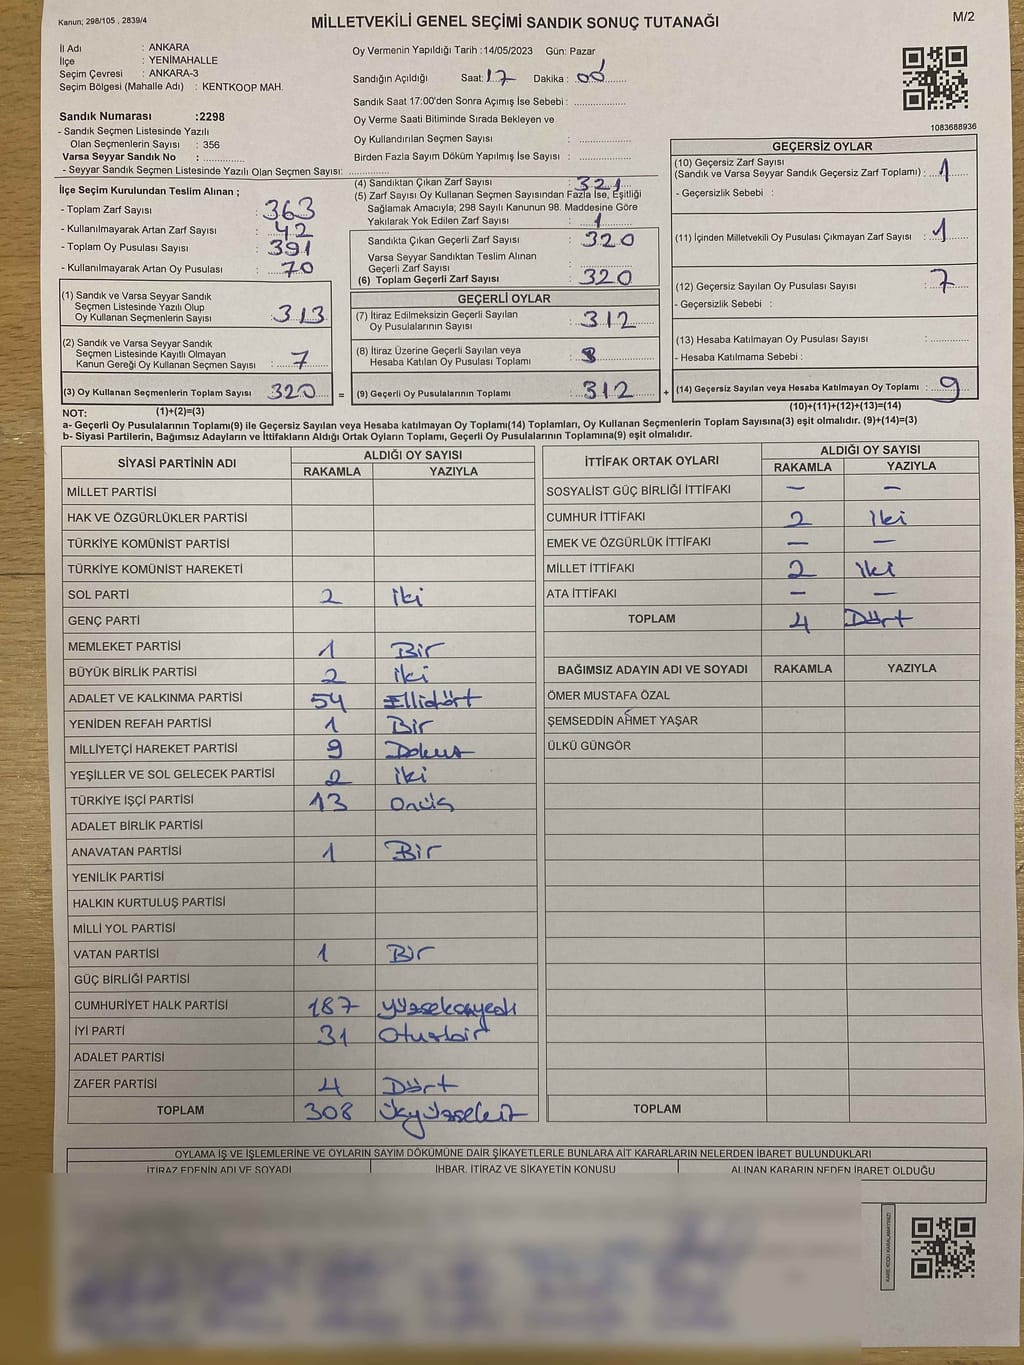 Kanun; 298/105 , 2839/4
MİLLETVEKİLİ GENEL SEÇİMİ SANDIK SONUÇ TUTANAĞI
M/2
İl Adı : ANKARA
İlçe : YENİMAHALLE
Seçim Çevresi : ANKARA-3
Seçim Bölgesi (Mahalle Adı) : KENTKOOP MAH.
Sandık Numarası :2298
- Sandık Seçmen Listesinde Yazılı
Olan Seçmenlerin Sayısı : 356
Varsa Seyyar Sandık No : ............
- Seyyar Sandık Seçmen Listesinde Yazılı Olan Seçmen Sayısı: ............
Oy Vermenin Yapıldığı Tarih :14/05/2023 Gün: Pazar
Sandığın Açıldığı Saat:17 Dakika : 00
Sandık Saat 17:00'den Sonra Açımış İse Sebebi : ............
Oy Verme Saati Bitiminde Sırada Bekleyen ve
Oy Kullandırılan Seçmen Sayısı : ............
Birden Fazla Sayım Döküm Yapılmış İse Sayısı : ............
1083688936
İlçe Seçim Kurulundan Teslim Alınan ;
- Toplam Zarf Sayısı : 363
- Kullanılmayarak Artan Zarf Sayısı : 42
- Toplam Oy Pusulası Sayısı : 391
- Kullanılmayarak Artan Oy Pusulası : 70
(1) Sandık ve Varsa Seyyar Sandık
Seçmen Listesinde Yazılı Olup
Oy Kullanan Seçmenlerin Sayısı : 313
(2) Sandık ve Varsa Seyyar Sandık
Seçmen Listesinde Kayıtlı Olmayan
Kanun Gereği Oy Kullanan Seçmen Sayısı : 7
(3) Oy Kullanan Seçmenlerin Toplam Sayısı 320 =
(4) Sandıktan Çıkan Zarf Sayısı : 321
(5) Zarf Sayısı Oy Kullanan Seçmen Sayısından Fazla İse, Eşitliği
Sağlamak Amacıyla; 298 Sayılı Kanunun 98. Maddesine Göre
Yakılarak Yok Edilen Zarf Sayısı : 1
Sandıkta Çıkan Geçerli Zarf Sayısı : 320
Varsa Seyyar Sandıktan Teslim Alınan
Geçerli Zarf Sayısı : ............
(6) Toplam Geçerli Zarf Sayısı : 320
GEÇERLİ OYLAR
(7) İtiraz Edilmeksizin Geçerli Sayılan
Oy Pusulalarının Sayısı : 312
(8) İtiraz Üzerine Geçerli Sayılan veya
Hesaba Katılan Oy Pusulası Toplamı :
(9) Geçerli Oy Pusulalarının Toplamı : 312 +
GEÇERSİZ OYLAR
(10) Geçersiz Zarf Sayısı
(Sandık ve Varsa Seyyar Sandık Geçersiz Zarf Toplamı) : 1
- Geçersizlik Sebebi :
(11) İçinden Milletvekili Oy Pusulası Çıkmayan Zarf Sayısı : 1
(12) Geçersiz Sayılan Oy Pusulası Sayısı : 7
- Geçersizlik Sebebi :
(13) Hesaba Katılmayan Oy Pusulası Sayısı : ............
- Hesaba Katılmama Sebebi :
(14) Geçersiz Sayılan veya Hesaba Katılmayan Oy Toplamı : 9
NOT: (1)+(2)=(3)
(10)+(11)+(12)+(13)=(14)
a- Geçerli Oy Pusulalarının Toplamı(9) ile Geçersiz Sayılan veya Hesaba katılmayan Oy Toplamı(14) Toplamları, Oy Kullanan Seçmenlerin Toplam Sayısına(3) eşit olmalıdır. (9)+(14)=(3)
b- Siyasi Partilerin, Bağımsız Adayların ve İttifakların Aldığı Ortak Oyların Toplamı, Geçerli Oy Pusulalarının Toplamına(9) eşit olmalıdır.
SİYASİ PARTİNİN ADI ALDIĞI OY SAYISI
RAKAMLA YAZIYLA
MİLLET PARTİSİ
HAK VE ÖZGÜRLÜKLER PARTİSİ
TÜRKİYE KOMÜNİST PARTİSİ
TÜRKİYE KOMÜNİST HAREKETİ
SOL PARTİ 2 iki
GENÇ PARTİ
MEMLEKET PARTİSİ 1 Bir
BÜYÜK BİRLİK PARTİSİ 2 iki
ADALET VE KALKINMA PARTİSİ 54 Ellidört
YENİDEN REFAH PARTİSİ 1 Bir
MİLLİYETÇİ HAREKET PARTİSİ 9 Dokuz
YEŞİLLER VE SOL GELECEK PARTİSİ 2 iki
TÜRKİYE İŞÇİ PARTİSİ 13 onüç
ADALET BİRLİK PARTİSİ
ANAVATAN PARTİSİ 1 Bir
YENİLİK PARTİSİ
HALKIN KURTULUŞ PARTİSİ
MİLLİ YOL PARTİSİ
VATAN PARTİSİ 1 Bir
GÜÇ BİRLİĞİ PARTİSİ
CUMHURİYET HALK PARTİSİ 187 yüzseksenyedi
İYİ PARTİ 31 Otuzbir
ADALET PARTİSİ
ZAFER PARTİSİ 4 Dört
TOPLAM 308 üçyüzsekiz
İTTİFAK ORTAK OYLARI ALDIĞI OY SAYISI
RAKAMLA YAZIYLA
SOSYALİST GÜÇ BİRLİĞİ İTTİFAKI — —
CUMHUR İTTİFAKI 2 iki
EMEK VE ÖZGÜRLÜK İTTİFAKI — —
MİLLET İTTİFAKI 2 iki
ATA İTTİFAKI — —
TOPLAM 4 Dört
BAĞIMSIZ ADAYIN ADI VE SOYADI RAKAMLA YAZIYLA
ÖMER MUSTAFA ÖZAL
ŞEMSEDDİN AHMET YAŞAR
ÜLKÜ GÜNGÖR
TOPLAM
OYLAMA İŞ VE İŞLEMLERİNE VE OYLARIN SAYIM DÖKÜMÜNE DAİR ŞİKAYETLERLE BUNLARA AİT KARARLARIN NELERDEN İBARET BULUNDUKLARI
İTİRAZ EDENİN ADI VE SOYADI İHBAR, İTİRAZ VE ŞİKAYETİN KONUSU ALINAN KARARIN NEDEN İBARET OLDUĞU
KARE KODU KARALAMAYINIZ!